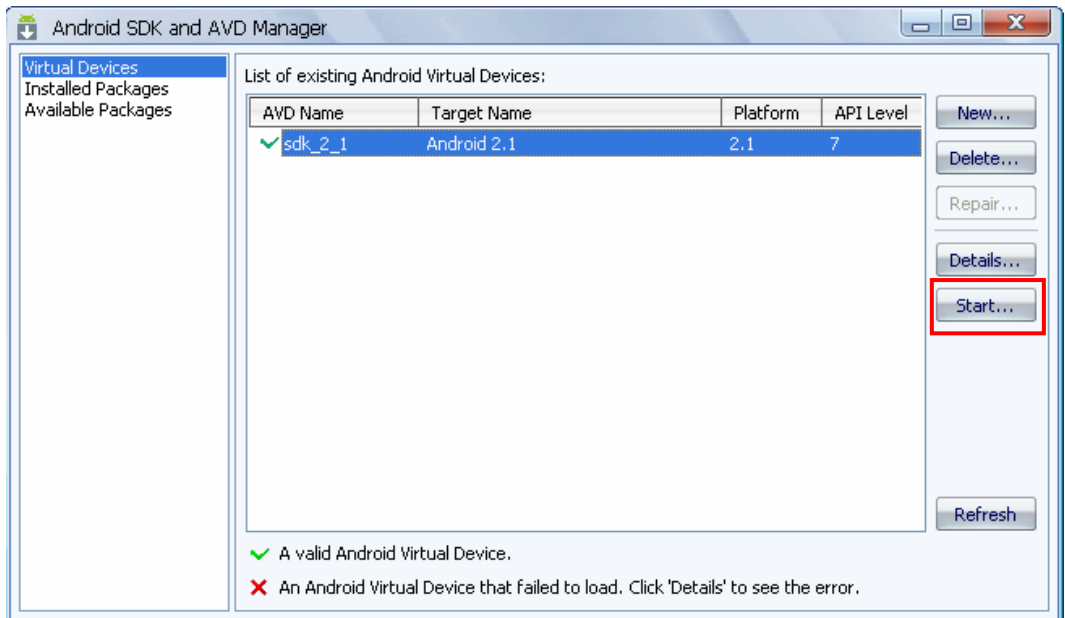 Android SDK and AVD Manager
Virtual Devices
Installed Packages
Available Packages
List of existing Android Virtual Devices:
AVD Name Target Name Platform API Level
sdk_2_1 Android 2.1 2.1 7
New...
Delete...
Repair...
Details...
Start...
Refresh
A valid Android Virtual Device.
An Android Virtual Device that failed to load. Click 'Details' to see the error.